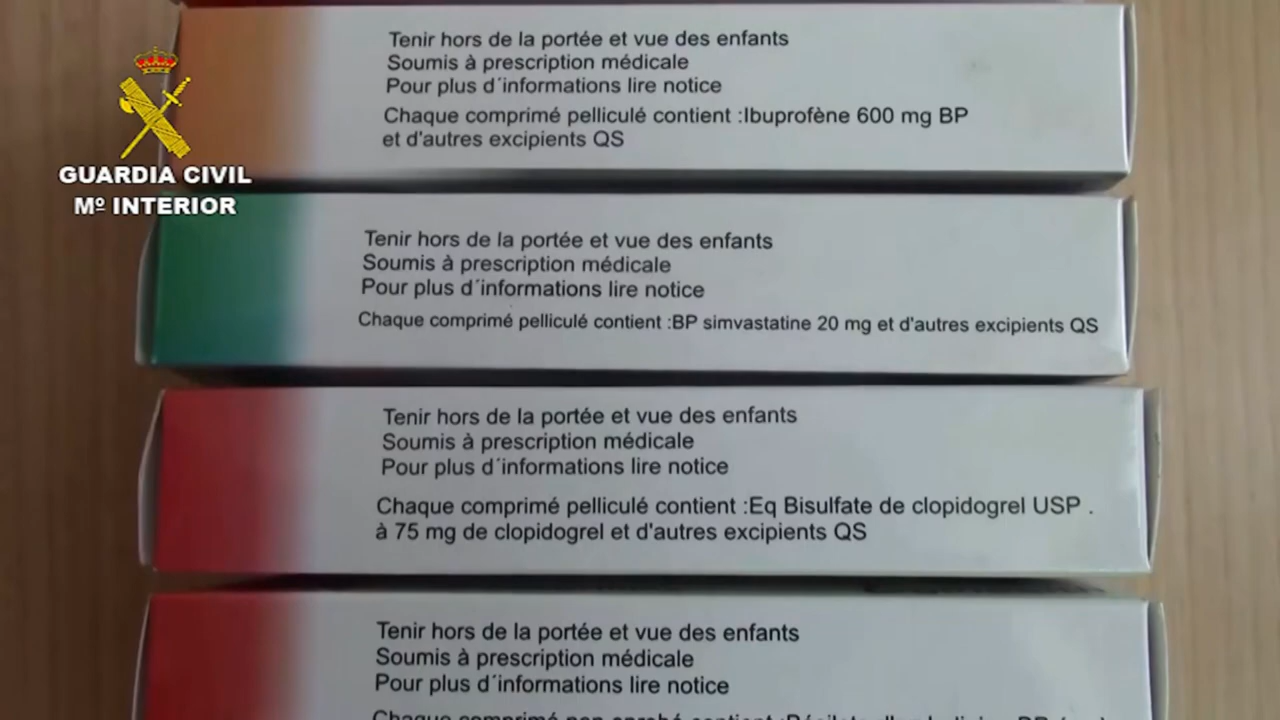 Tenir hors de la portée et vue des enfants
Soumis à prescription médicale
Pour plus d´informations lire notice
Chaque comprimé pelliculé contient :Ibuprofène 600 mg BP
et d'autres excipients QS
GUARDIA CIVIL
Mº INTERIOR
Tenir hors de la portée et vue des enfants
Soumis à prescription médicale
Pour plus d´informations lire notice
Chaque comprimé pelliculé contient :BP simvastatine 20 mg et d'autres excipients QS
Tenir hors de la portée et vue des enfants
Soumis à prescription médicale
Pour plus d´informations lire notice
Chaque comprimé pelliculé contient :Eq Bisulfate de clopidogrel USP .
à 75 mg de clopidogrel et d'autres excipients QS
Tenir hors de la portée et vue des enfants
Soumis à prescription médicale
Pour plus d´informations lire notice
Chaque comprimé non enrobé contient